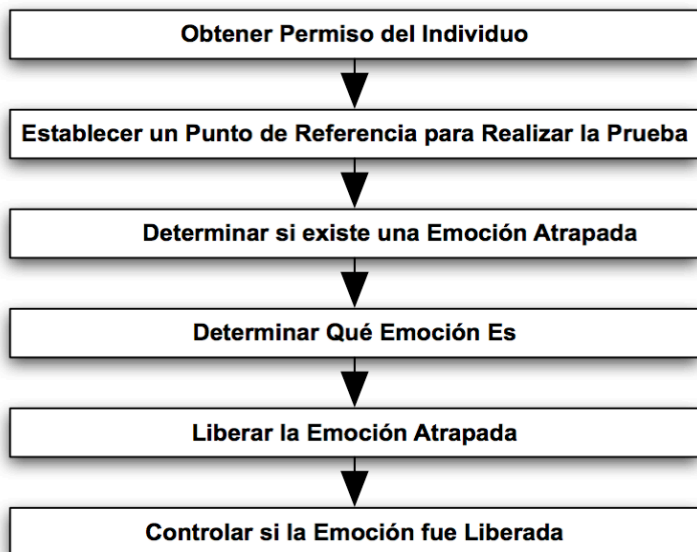 Obtener Permiso del Individuo
Establecer un Punto de Referencia para Realizar la Prueba
Determinar si existe una Emoción Atrapada
Determinar Qué Emoción Es
Liberar la Emoción Atrapada
Controlar si la Emoción fue Liberada